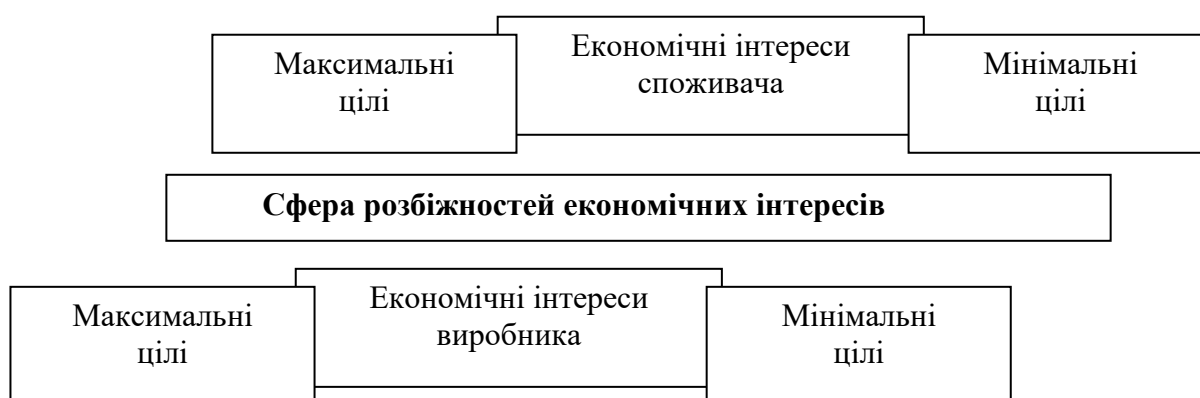 Максимальні
цілі
Економічні інтереси
споживача
Мінімальні
цілі
Сфера розбіжностей економічних інтересів
Максимальні
цілі
Економічні інтереси
виробника
Мінімальні
цілі